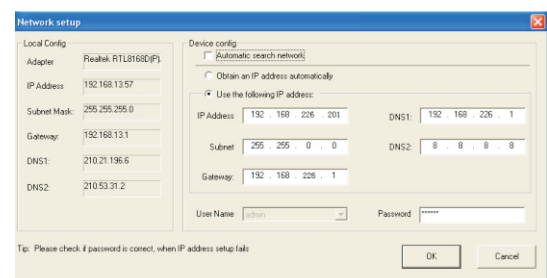 Network setup
Local Config
Adapter Realtek RTL8168D(P).
IP Address 192.168.13.57
Subnet Mask: 255.255.255.0
Gateway: 192.168.13.1
DNS1: 210.21.196.6
DNS2: 210.53.31.2
Device config
Automatic search network
Obtain an IP address automatically
Use the following IP address:
IP Address 192 . 168 . 226 . 201 DNS1: 192 . 168 . 226 . 1
Subnet 255 . 255 . 0 . 0 DNS2: 8 . 8 . 8 . 8
Gateway: 192 . 168 . 226 . 1
User Name admin Password ******
Tip: Please check if password is correct, when IP address setup fails
OK Cancel